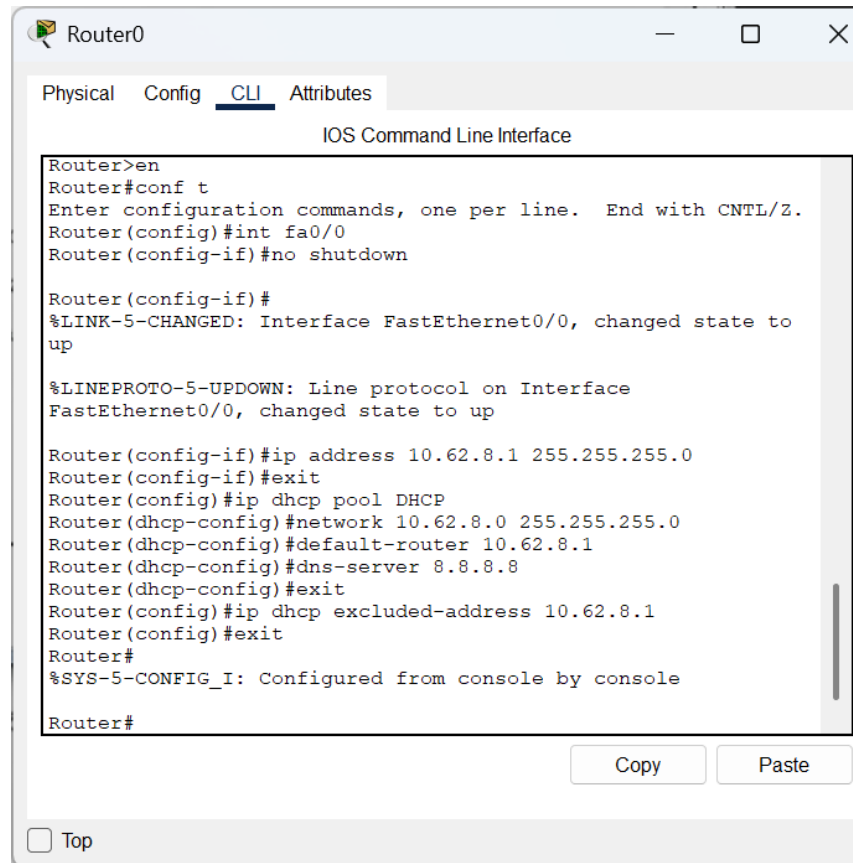 Router0
Physical Config CLI Attributes
IOS Command Line Interface
Router>en
Router#conf t
Enter configuration commands, one per line.  End with CNTL/Z.
Router(config)#int fa0/0
Router(config-if)#no shutdown
Router(config-if)#
%LINK-5-CHANGED: Interface FastEthernet0/0, changed state to
up
%LINEPROTO-5-UPDOWN: Line protocol on Interface
FastEthernet0/0, changed state to up
Router(config-if)#ip address 10.62.8.1 255.255.255.0
Router(config-if)#exit
Router(config)#ip dhcp pool DHCP
Router(dhcp-config)#network 10.62.8.0 255.255.255.0
Router(dhcp-config)#default-router 10.62.8.1
Router(dhcp-config)#dns-server 8.8.8.8
Router(dhcp-config)#exit
Router(config)#ip dhcp excluded-address 10.62.8.1
Router(config)#exit
Router#
%SYS-5-CONFIG_I: Configured from console by console
Router#
Copy Paste
Top